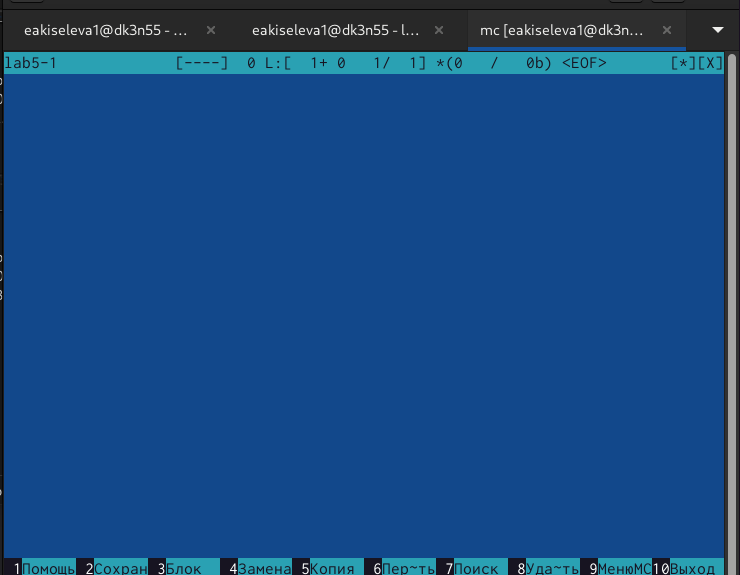 eakiseleva1@dk3n55 - ... × eakiseleva1@dk3n55 - l... × mc [eakiseleva1@dk3n... ×
lab5-1 [----] 0 L:[ 1+ 0 1/ 1] *(0 / 0b) <EOF> [*][X]
1Помощь 2Сохран 3Блок 4Замена 5Копия 6Пер~ть 7Поиск 8Уда~ть 9МенюMC 10Выход